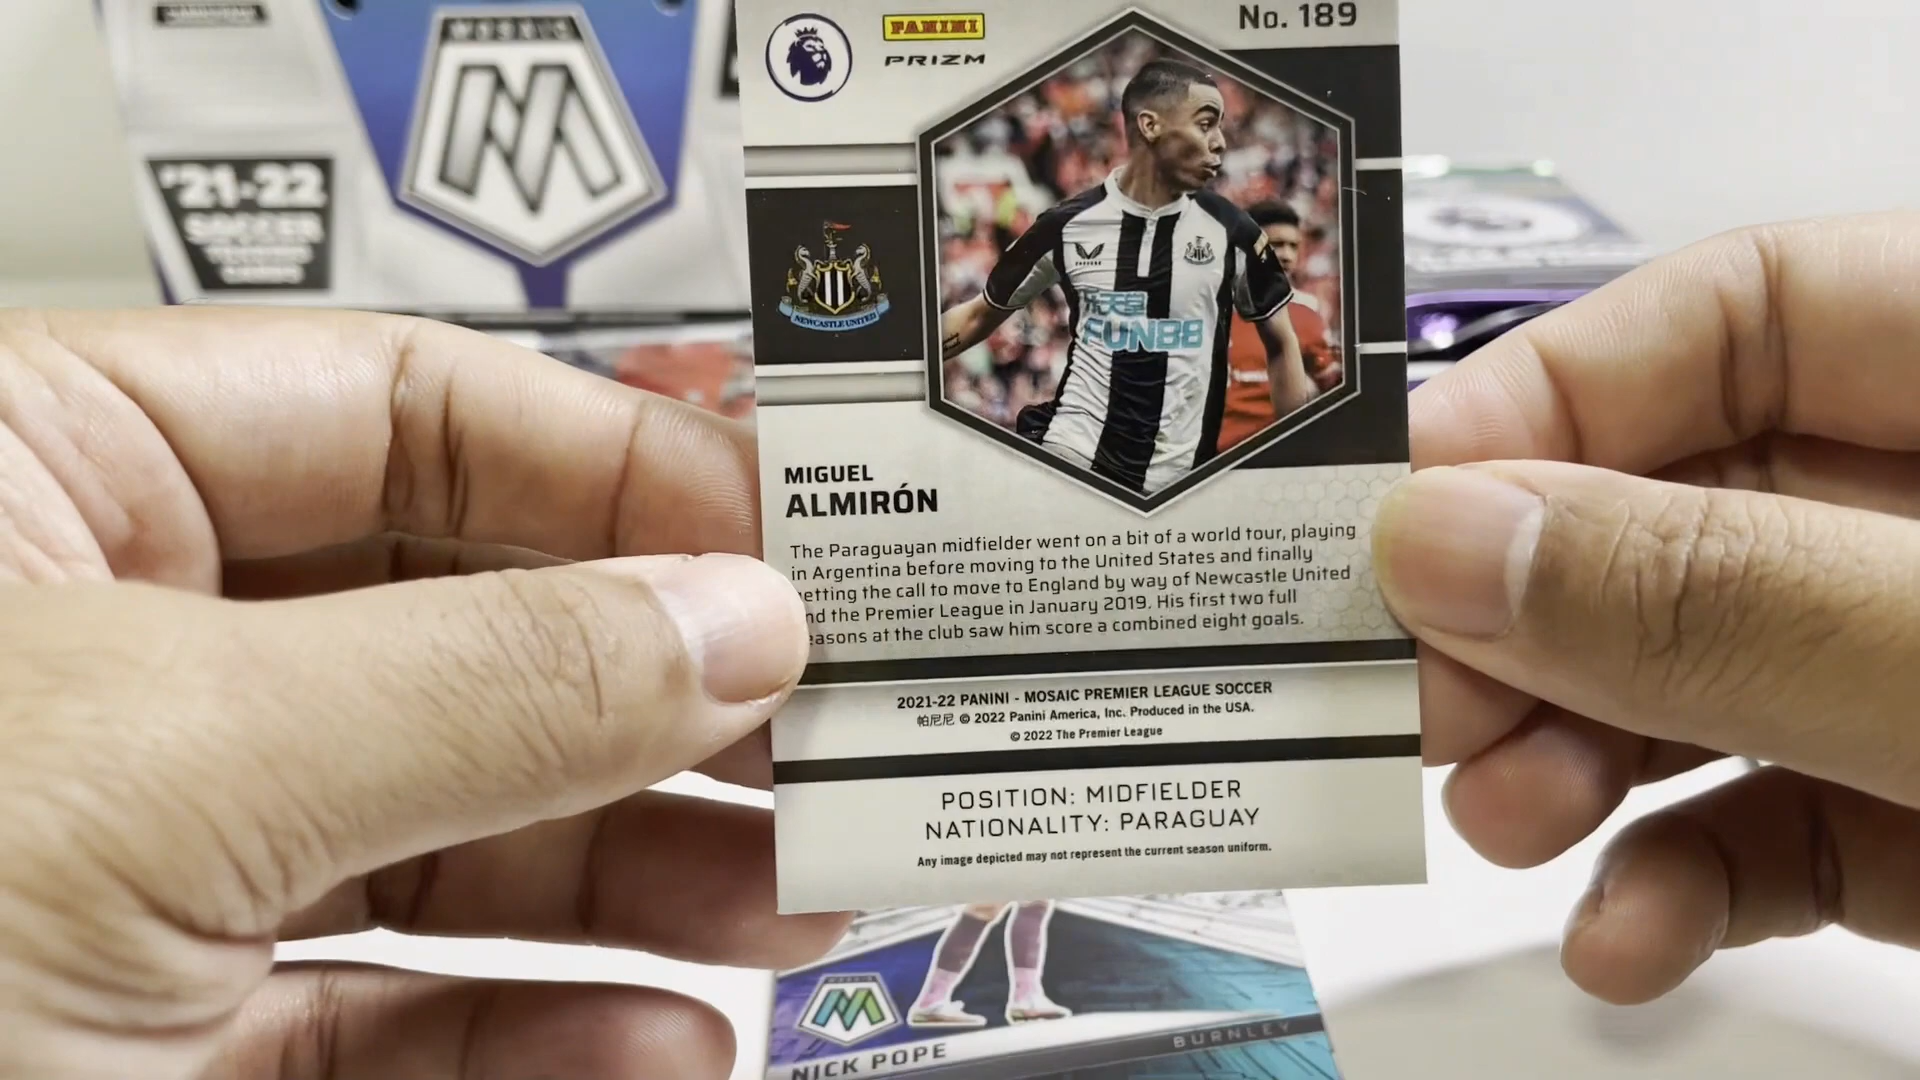 MOSAIC
'21-22
SOCCER
TRADING
CARDS
PANINI
PRIZM
No. 189
NEWCASTLE UNITED
FUN88
MIGUEL
ALMIRÓN
The Paraguayan midfielder went on a bit of a world tour, playing
in Argentina before moving to the United States and finally
etting the call to move to England by way of Newcastle United
nd the Premier League in January 2019. His first two full
easons at the club saw him score a combined eight goals.
2021-22 PANINI - MOSAIC PREMIER LEAGUE SOCCER
帕尼尼 © 2022 Panini America, Inc. Produced in the USA.
© 2022 The Premier League
POSITION: MIDFIELDER
NATIONALITY: PARAGUAY
Any image depicted may not represent the current season uniform.
BURNLEY
NICK POPE